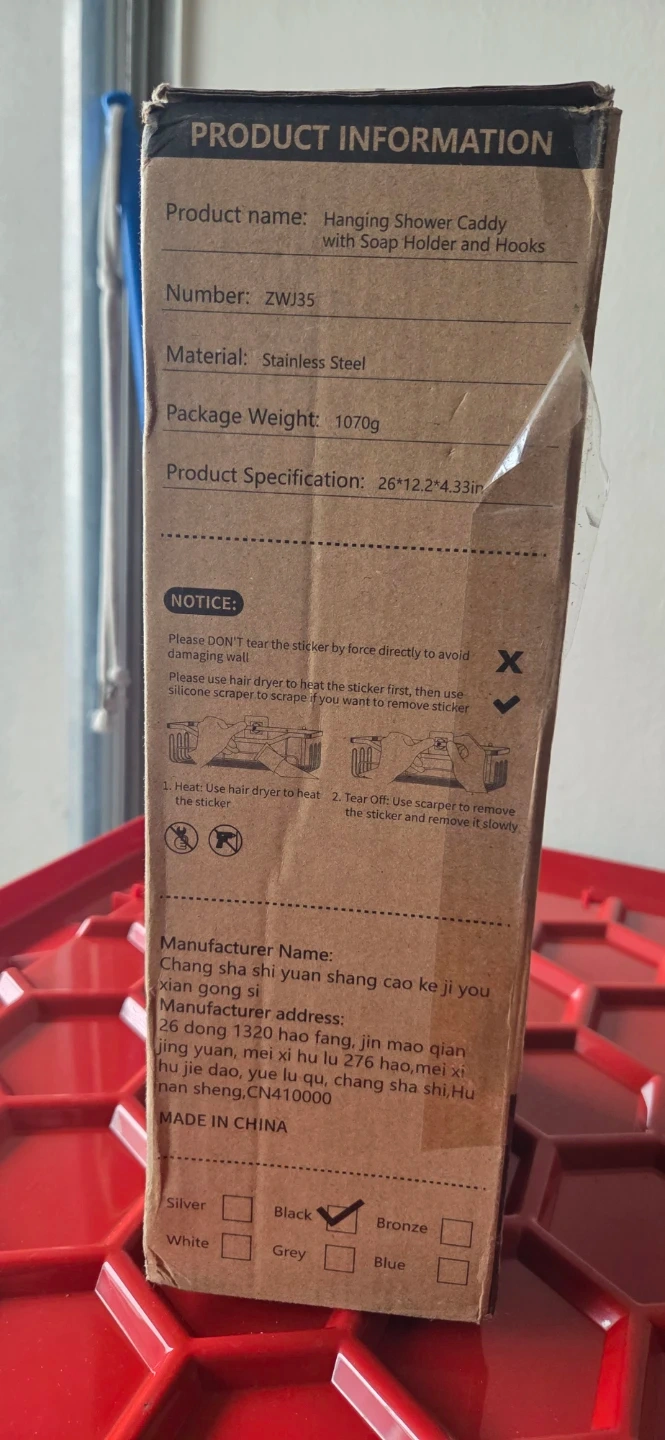 PRODUCT INFORMATION
Product name: Hanging Shower Caddy
with Soap Holder and Hooks
Number: ZWJ35
Material: Stainless Steel
Package Weight: 1070g
Product Specification: 26*12.2*4.33in
NOTICE:
Please DON'T tear the sticker by force directly to avoid
damaging wall
X
Please use hair dryer to heat the sticker first, then use
silicone scraper to scrape if you want to remove sticker
1. Heat: Use hair dryer to heat
the sticker
2. Tear Off: Use scarper to remove
the sticker and remove it slowly
Manufacturer Name:
Chang sha shi yuan shang cao ke ji you
xian gong si
Manufacturer address:
26 dong 1320 hao fang, jin mao qian
jing yuan, mei xi hu lu 276 hao,mei xi
hu jie dao, yue lu qu, chang sha shi,Hu
nan sheng,CN410000
MADE IN CHINA
Silver Black Bronze
White Grey Blue